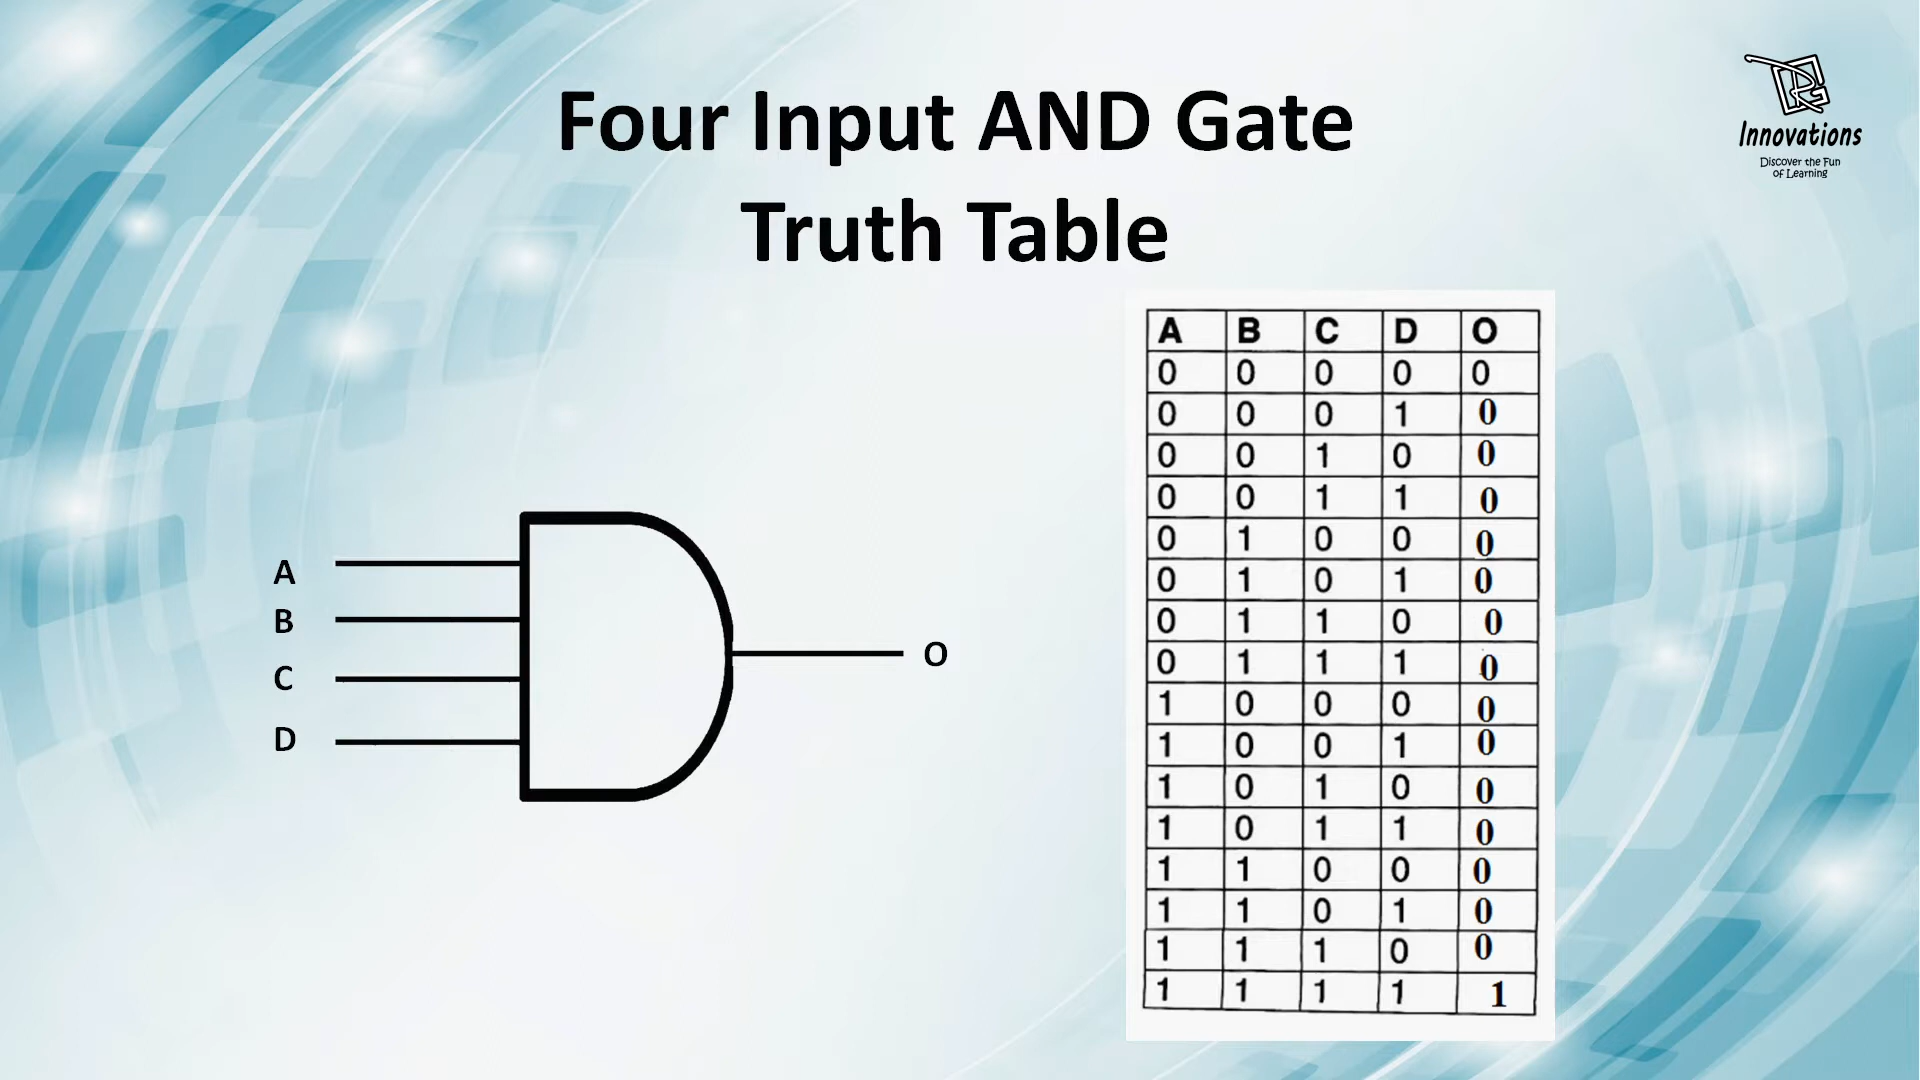 Four Input AND Gate
Truth Table
Innovations
Discover the Fun
of Learning
A
B
C
D
O
A B C D O
0 0 0 0 0
0 0 0 1 0
0 0 1 0 0
0 0 1 1 0
0 1 0 0 0
0 1 0 1 0
0 1 1 0 0
0 1 1 1 0
1 0 0 0 0
1 0 0 1 0
1 0 1 0 0
1 0 1 1 0
1 1 0 0 0
1 1 0 1 0
1 1 1 0 0
1 1 1 1 1